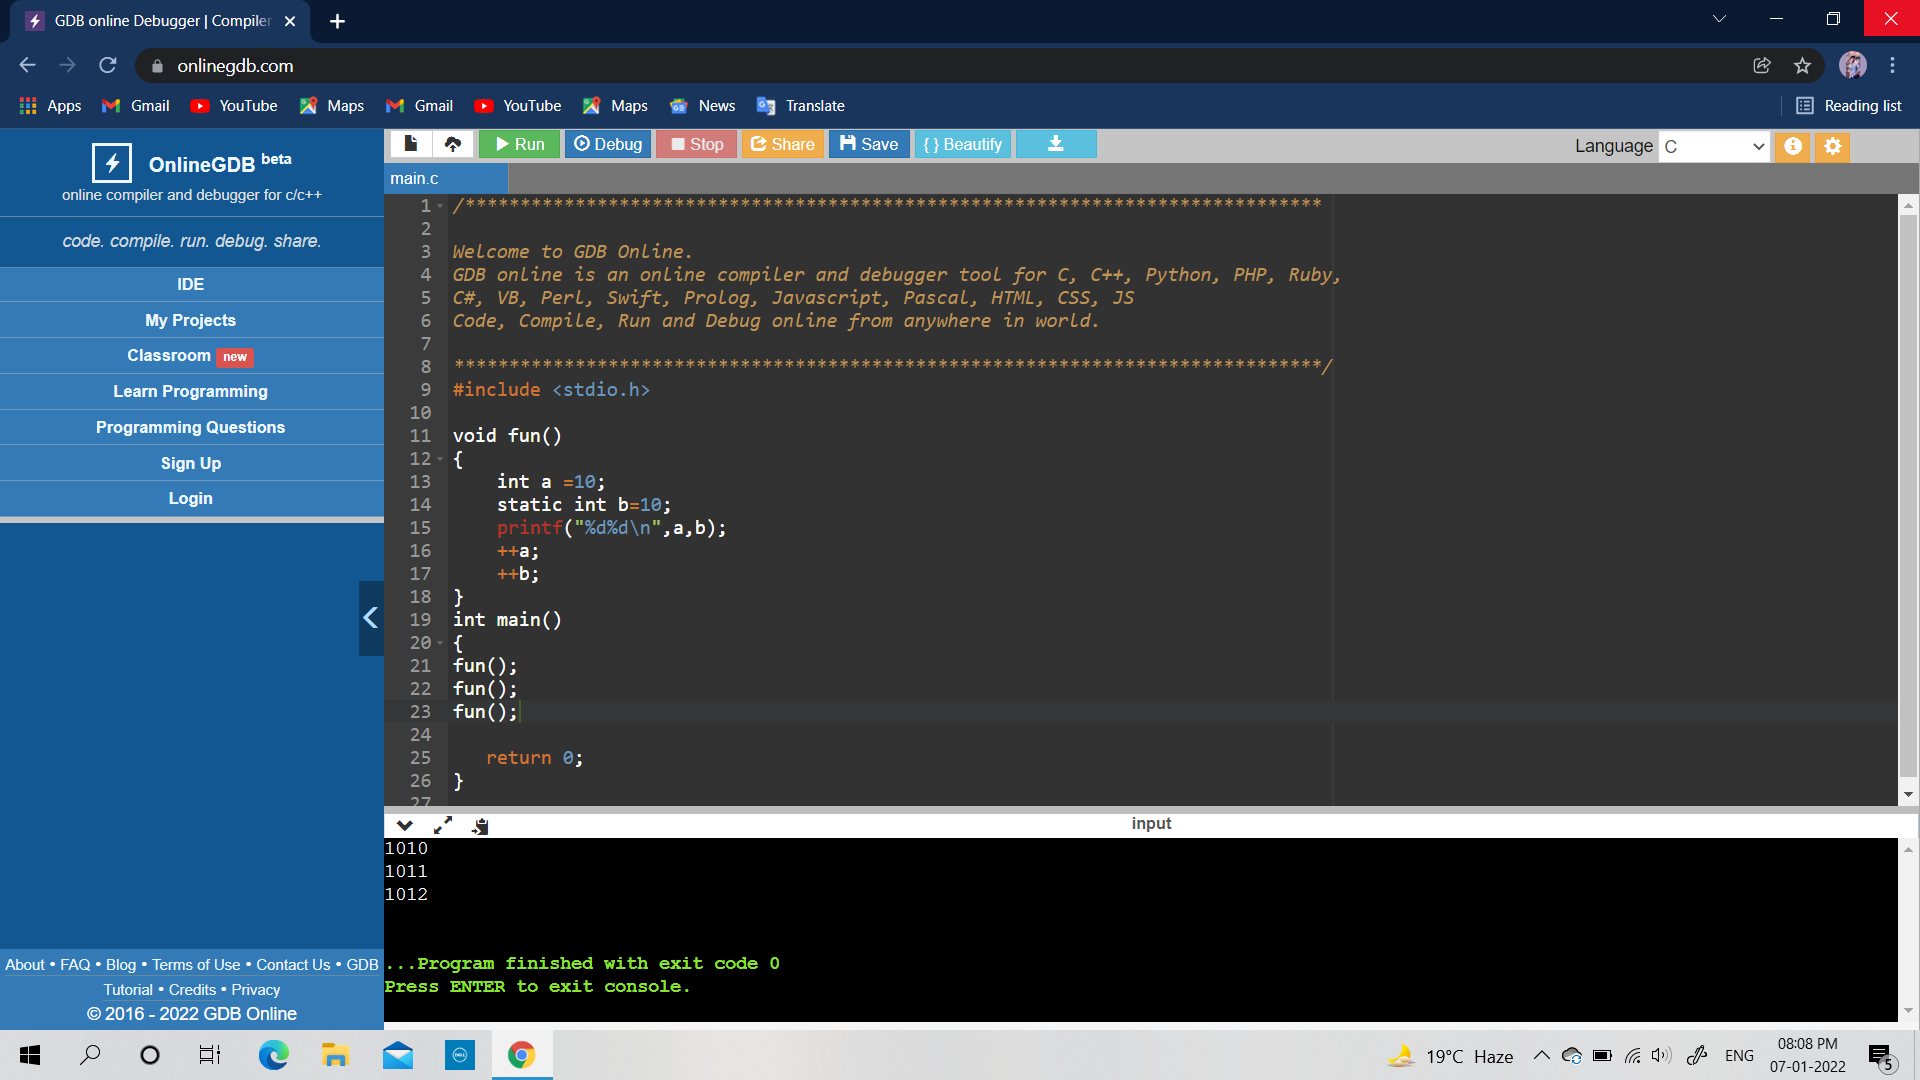 GDB online Debugger | Compiler
onlinegdb.com
Apps Gmail YouTube Maps Gmail YouTube Maps News Translate Reading list
OnlineGDB beta
online compiler and debugger for c/c++
code. compile. run. debug. share.
IDE
My Projects
Classroom new
Learn Programming
Programming Questions
Sign Up
Login
About • FAQ • Blog • Terms of Use • Contact Us • GDB
Tutorial • Credits • Privacy
© 2016 - 2022 GDB Online
Run Debug Stop Share Save { } Beautify Language C
main.c
1 /******************************************************************************
2
3 Welcome to GDB Online.
4 GDB online is an online compiler and debugger tool for C, C++, Python, PHP, Ruby,
5 C#, VB, Perl, Swift, Prolog, Javascript, Pascal, HTML, CSS, JS
6 Code, Compile, Run and Debug online from anywhere in world.
7
8 *******************************************************************************/
9 #include <stdio.h>
10
11 void fun()
12 {
13 int a =10;
14 static int b=10;
15 printf("%d%d\n",a,b);
16 ++a;
17 ++b;
18 }
19 int main()
20 {
21 fun();
22 fun();
23 fun();
24
25 return 0;
26 }
27
input
1010
1011
1012
...Program finished with exit code 0
Press ENTER to exit console.
19°C Haze ENG 08:08 PM
07-01-2022 5